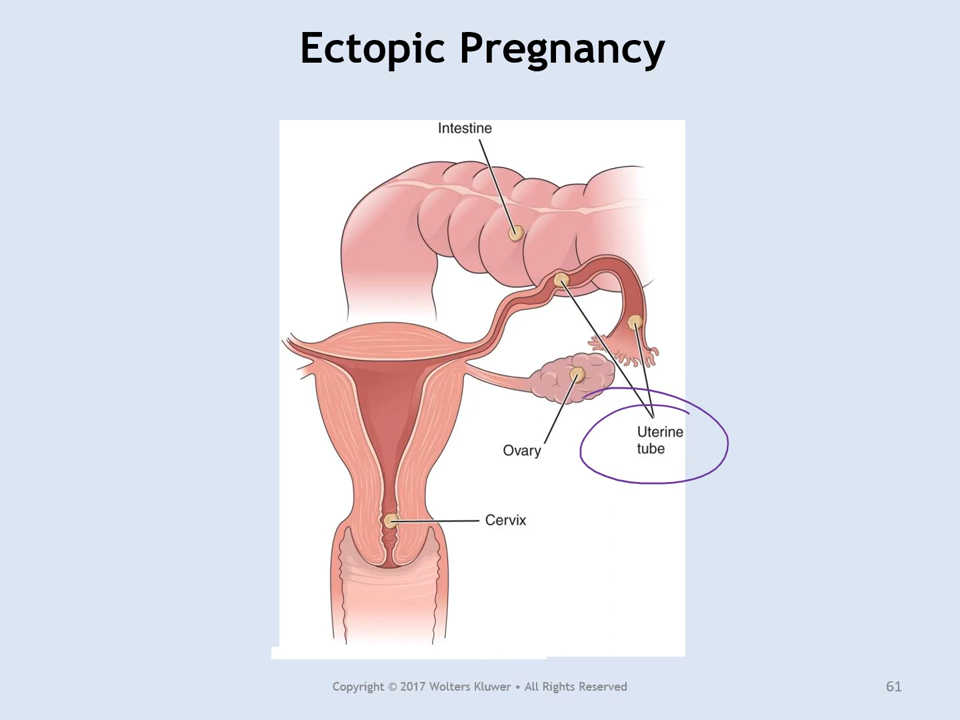 Ectopic Pregnancy
Intestine
Uterine
tube
Ovary
Cervix
Copyright © 2017 Wolters Kluwer • All Rights Reserved
61